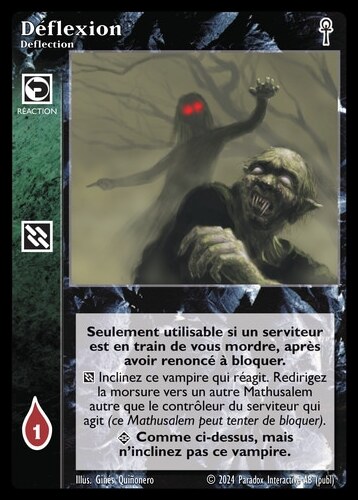 Déflexion
Deflection
RÉACTION
Seulement utilisable si un serviteur
est en train de vous mordre, après
avoir renoncé à bloquer.
Inclinez ce vampire qui réagit. Redirigez
la morsure vers un autre Mathusalem
autre que le contrôleur du serviteur qui
agit (ce Mathusalem peut tenter de bloquer).
Comme ci-dessus, mais
n'inclinez pas ce vampire.
1
Illus. Ginés Quiñonero
© 2024 Paradox Interactive AB (publ)